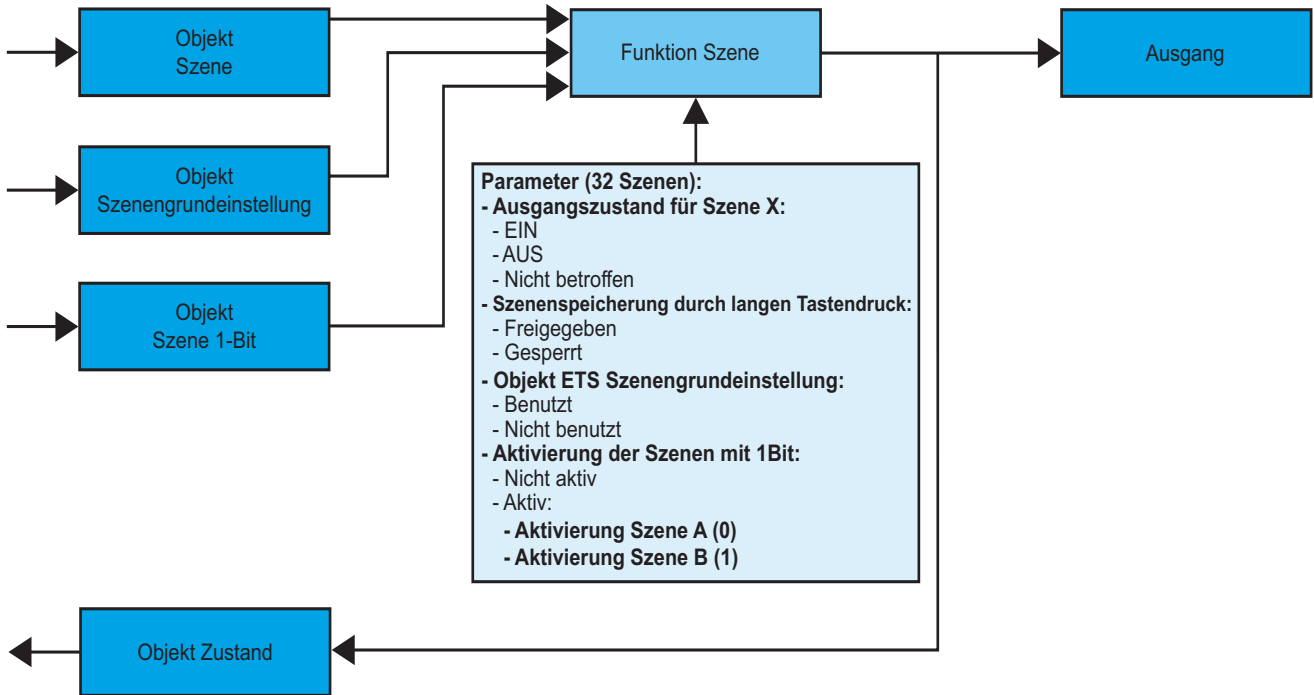 Objekt
Szene
Funktion Szene
Ausgang
Objekt
Szenengrundeinstellung
Objekt
Szene 1-Bit
Parameter (32 Szenen):
- Ausgangszustand für Szene X:
- EIN
- AUS
- Nicht betroffen
- Szenenspeicherung durch langen Tastendruck:
- Freigegeben
- Gesperrt
- Objekt ETS Szenengrundeinstellung:
- Benutzt
- Nicht benutzt
- Aktivierung der Szenen mit 1Bit:
- Nicht aktiv
- Aktiv:
- Aktivierung Szene A (0)
- Aktivierung Szene B (1)
Objekt Zustand